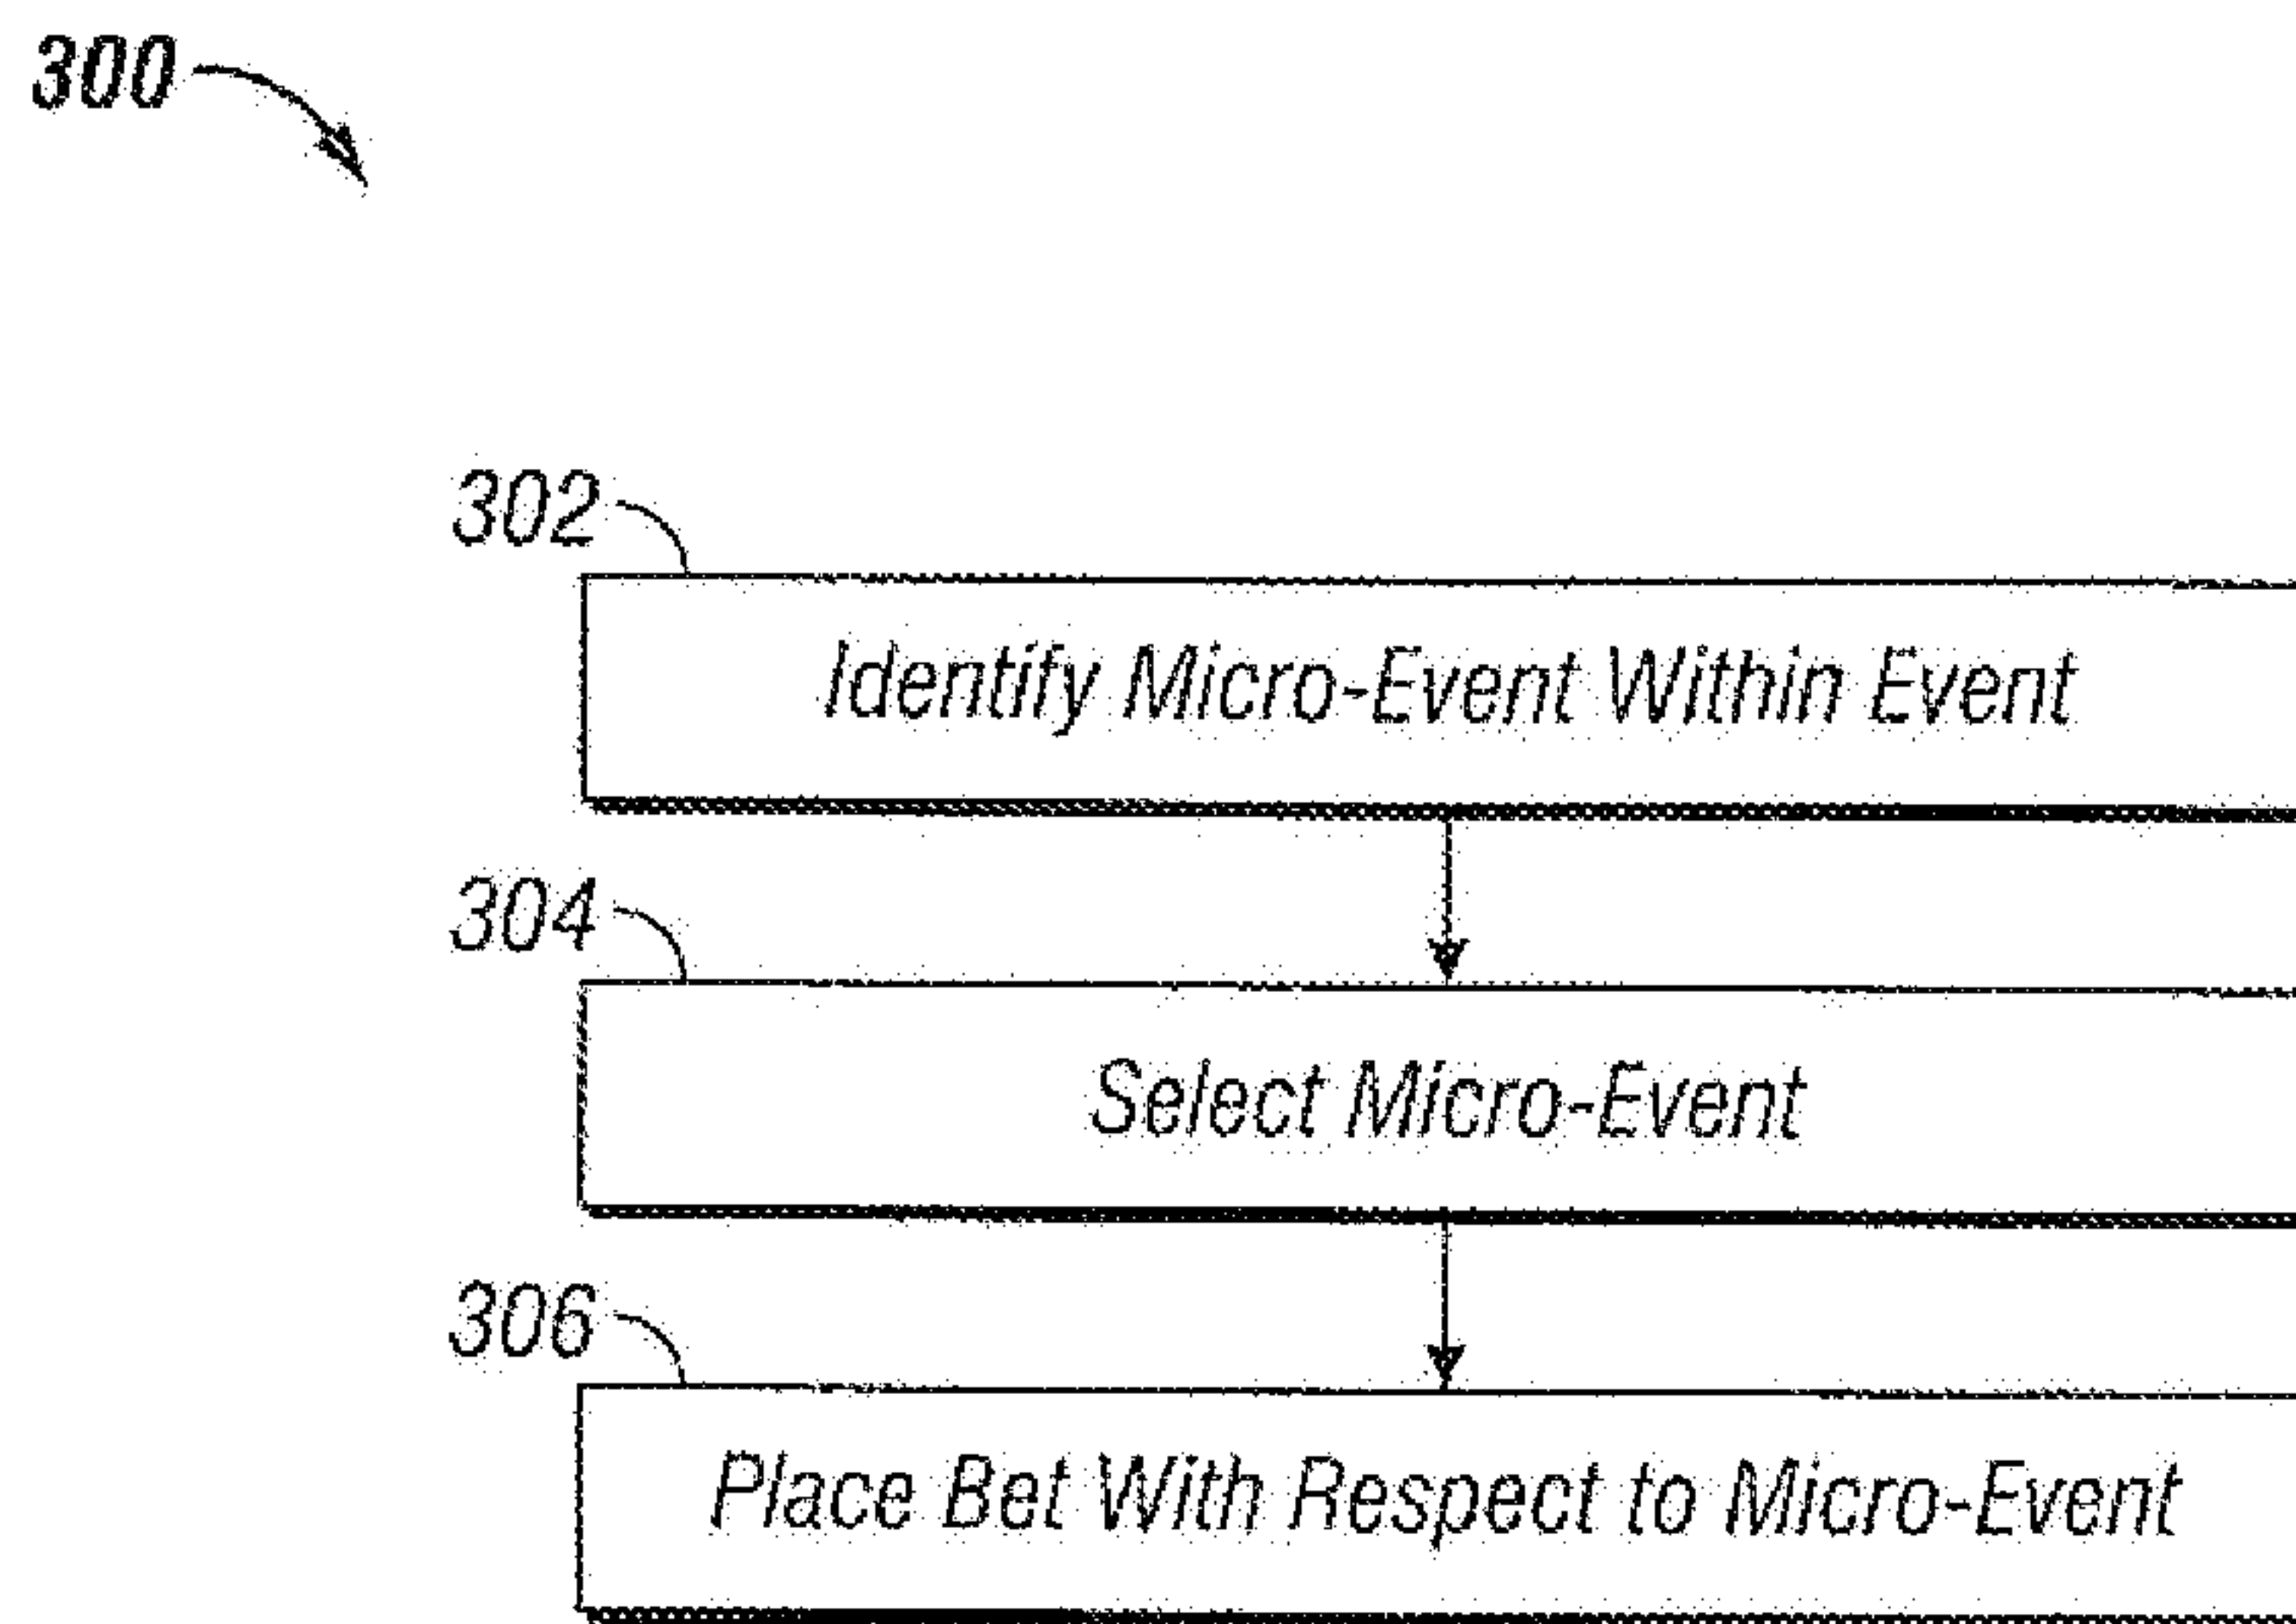 300
302
Identify Micro-Event Within Event
304
Select Micro-Event
306
Place Bet With Respect to Micro-Event